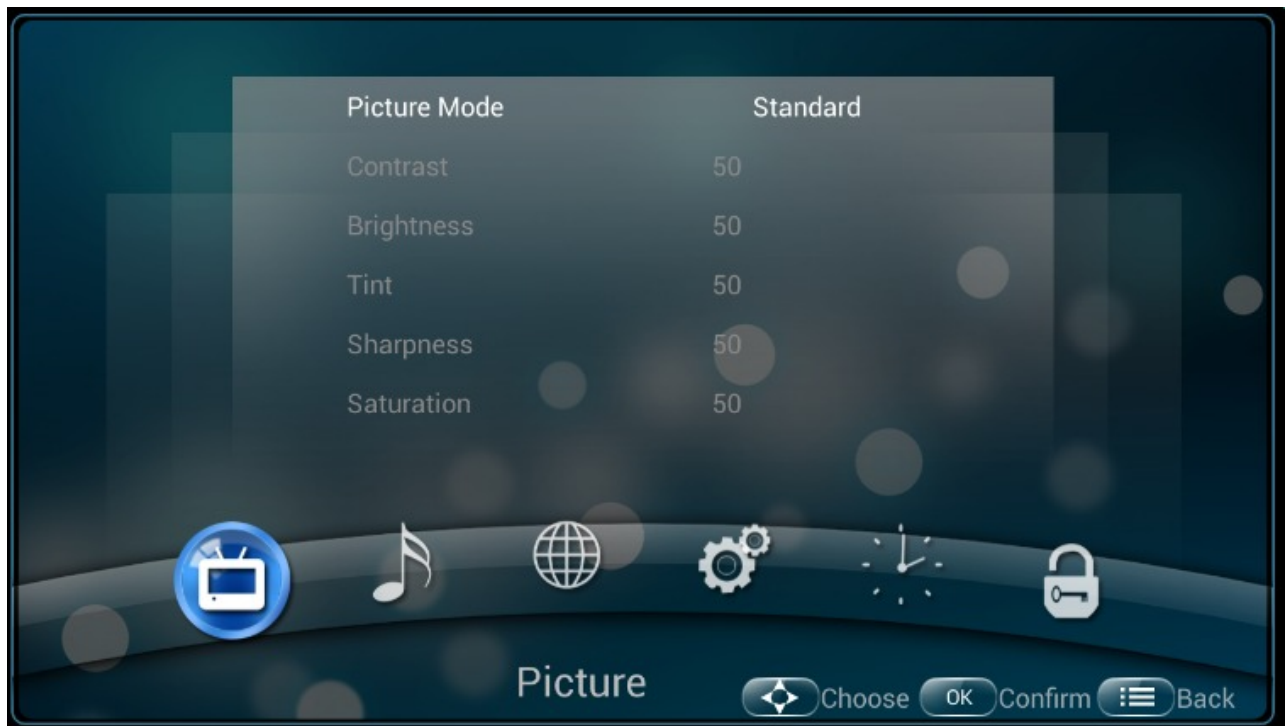 Picture Mode Standard
Contrast 50
Brightness 50
Tint 50
Sharpness 50
Saturation 50
Picture
Choose OK Confirm Back